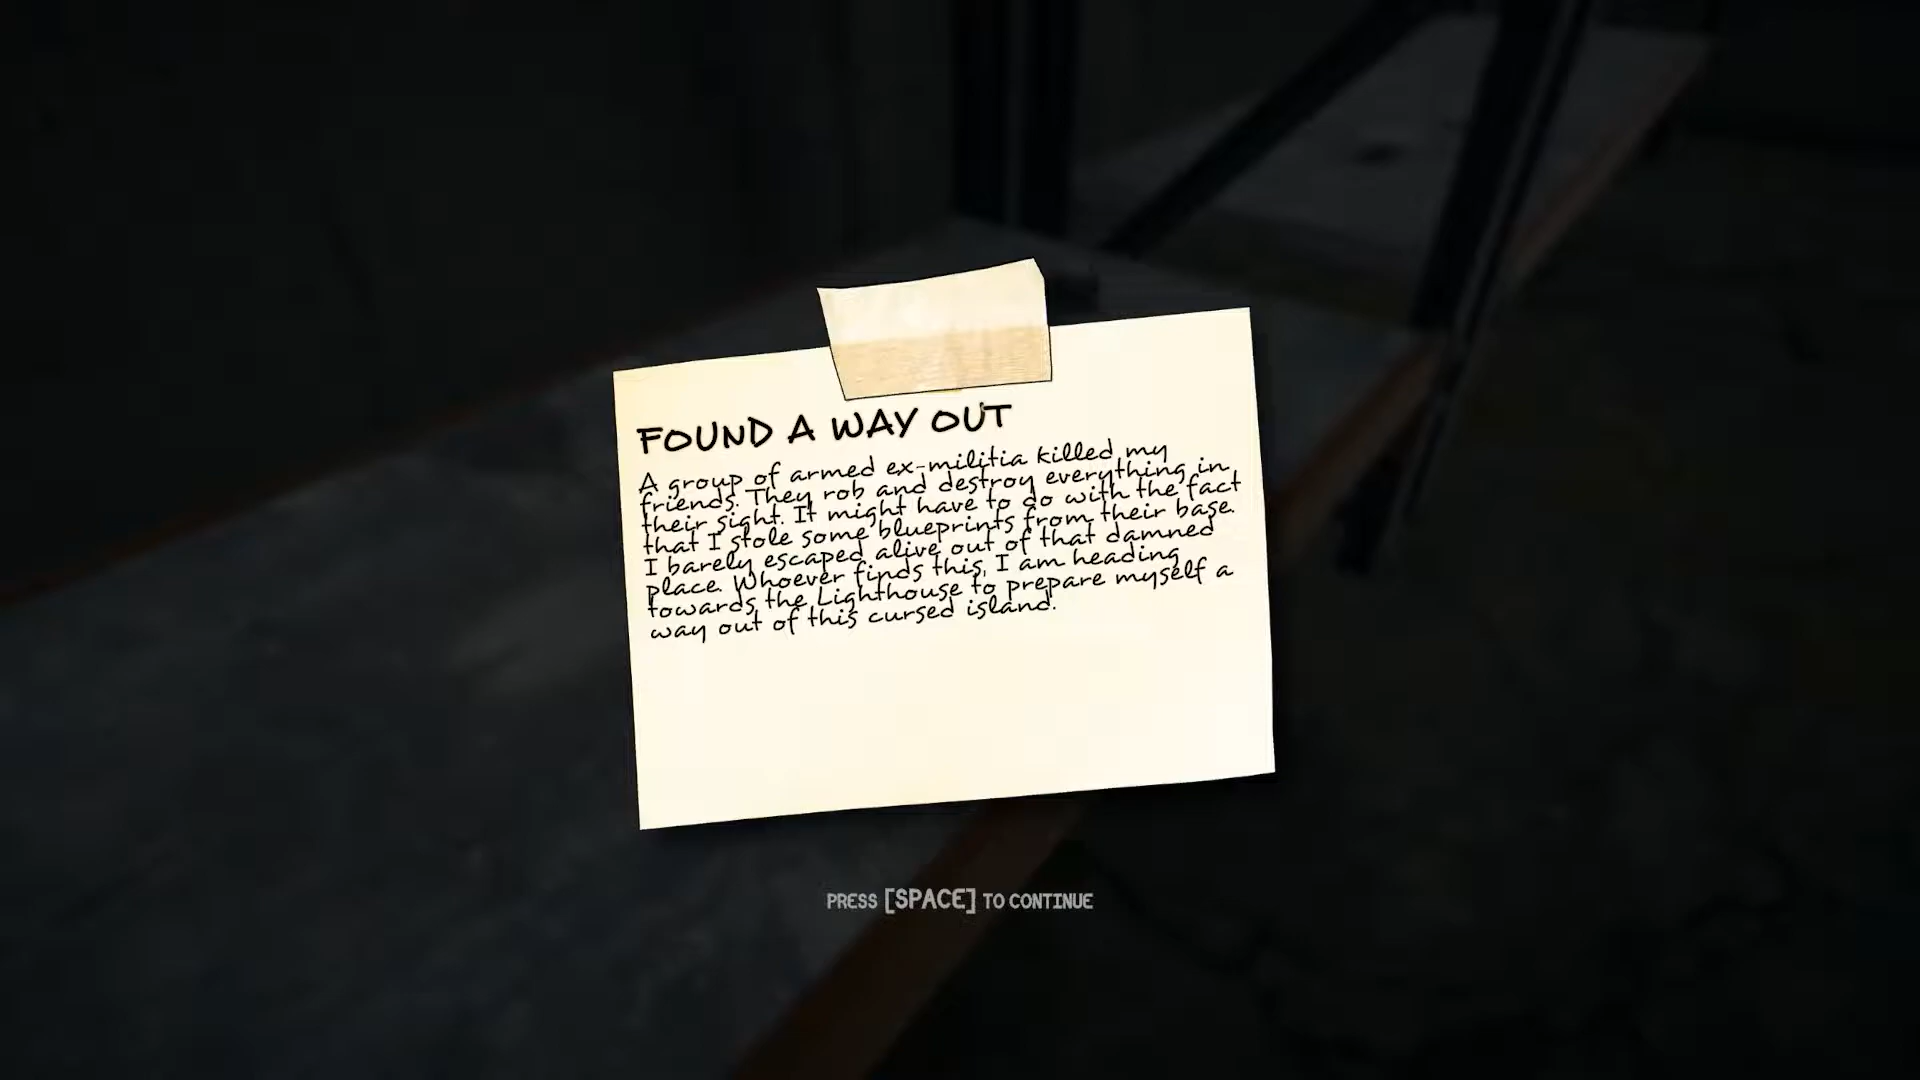 FOUND A WAY OUT
A group of armed ex-militia killed my
friends. They rob and destroy everything in
their sight. It might have to do with the fact
that I stole some blueprints from their base.
I barely escaped alive out of that damned
place. Whoever finds this, I am heading
towards the Lighthouse to prepare myself a
way out of this cursed island.
PRESS [SPACE] TO CONTINUE